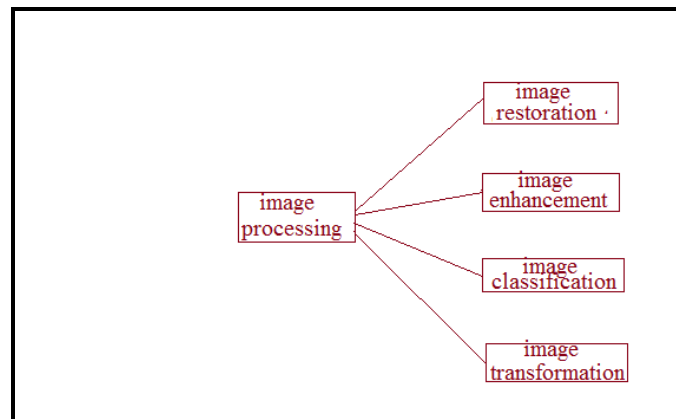 image
restoration
image
enhancement
image
processing
image
classification
image
transformation